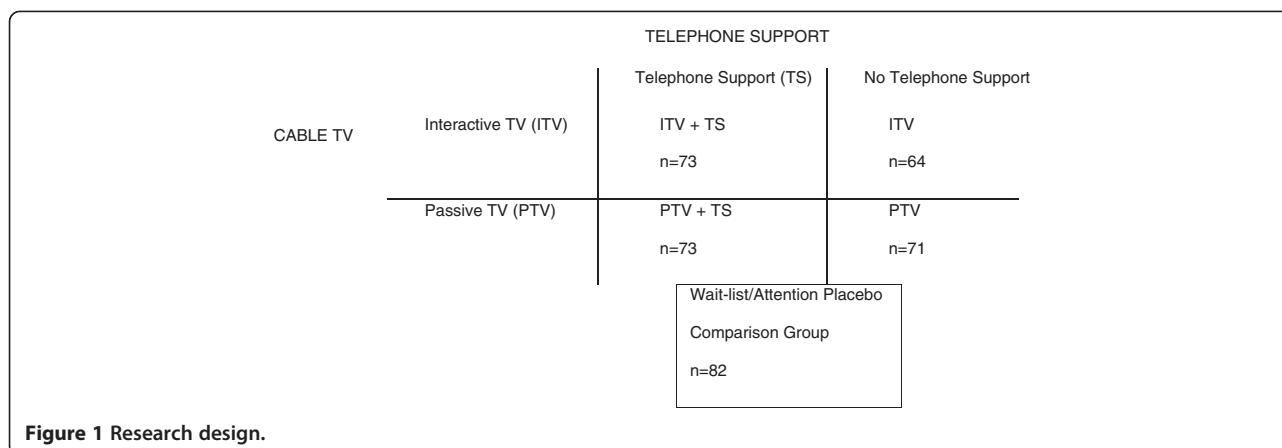 TELEPHONE SUPPORT
Telephone Support (TS) No Telephone Support
CABLE TV Interactive TV (ITV) ITV + TS ITV
n=73 n=64
Passive TV (PTV) PTV + TS PTV
n=73 n=71
Wait-list/Attention Placebo
Comparison Group
n=82
Figure 1 Research design.